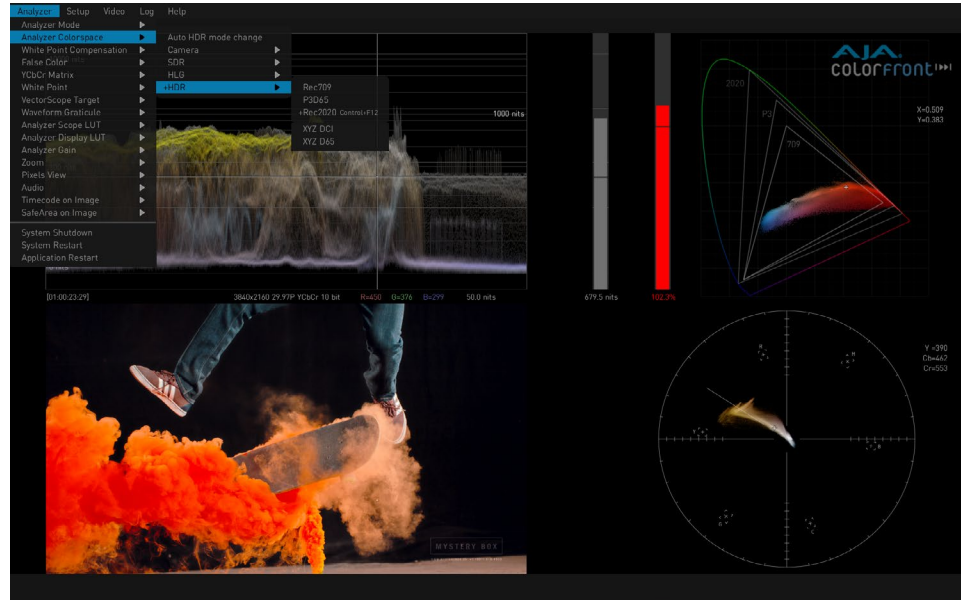 Analyzer Setup Video Log Help
Analyzer Mode
Analyzer Colorspace
White Point Compensation
False Color
YCbCr Matrix
White Point
VectorScope Target
Waveform Graticule
Analyzer Scope LUT
Analyzer Display LUT
Analyzer Gain
Zoom
Pixels View
Audio
Timecode on Image
SafeArea on Image
System Shutdown
System Restart
Application Restart
Auto HDR mode change
Camera
SDR
HLG
+HDR
Rec709
P3D65
+Rec2020 Control+F12
XYZ DCI
XYZ D65
1000 nits
[01:00:23:29] 3840x2160 29.97P YCbCr 10 bit R=450 G=376 B=299 50.0 nits
679.5 nits
102.3%
AJA
colorfront
2020
P3
709
X=0.509
Y=0.383
MYSTERY BOX
Y =390
Cb=462
Cr=553